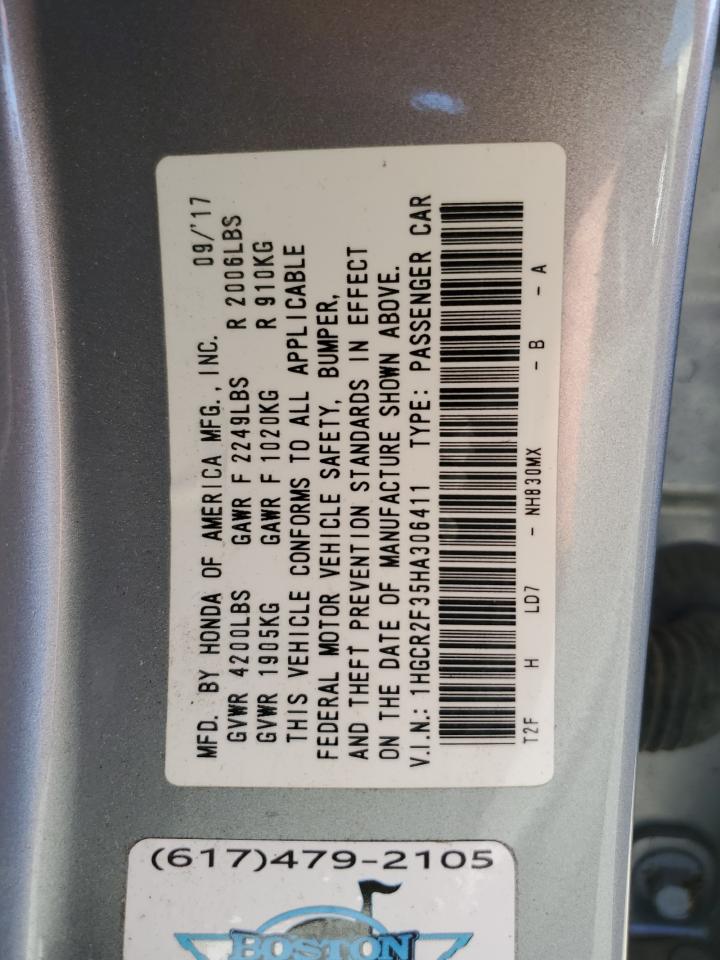 MFD. BY HONDA OF AMERICA MFG., INC. 09/'17
GVWR 4200LBS GAWR F 2249LBS R 2006LBS
GVWR 1905KG GAWR F 1020KG R 910KG
THIS VEHICLE CONFORMS TO ALL APPLICABLE
FEDERAL MOTOR VEHICLE SAFETY, BUMPER,
AND THEFT PREVENTION STANDARDS IN EFFECT
ON THE DATE OF MANUFACTURE SHOWN ABOVE.
V.I.N.: 1HGCR2F35HA306411 TYPE: PASSENGER CAR
T2F H LD7 - NH830MX - B - A
(617)479-2105
BOSTON